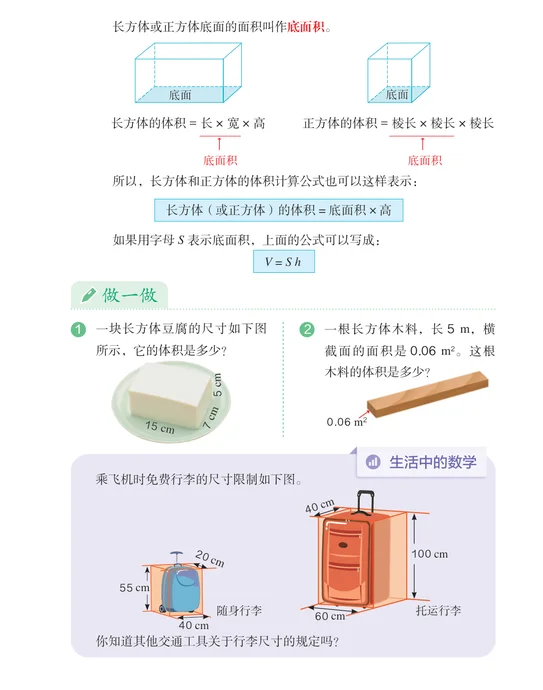 长方体或正方体底面的面积叫作底面积。
底面
底面
长方体的体积=长×宽×高
正方体的体积=棱长×棱长×棱长
底面积
底面积
所以，长方体和正方体的体积计算公式也可以这样表示：
长方体（或正方体）的体积=底面积×高
如果用字母 S 表示底面积，上面的公式可以写成：
V = S h
做一做
1 一块长方体豆腐的尺寸如下图
所示，它的体积是多少？
5 cm
7 cm
15 cm
2 一根长方体木料，长 5 m，横
截面的面积是 0.06 m²。这根
木料的体积是多少？
0.06 m²
生活中的数学
乘飞机时免费行李的尺寸限制如下图。
20 cm
55 cm
40 cm
随身行李
40 cm
100 cm
60 cm
托运行李
你知道其他交通工具关于行李尺寸的规定吗？